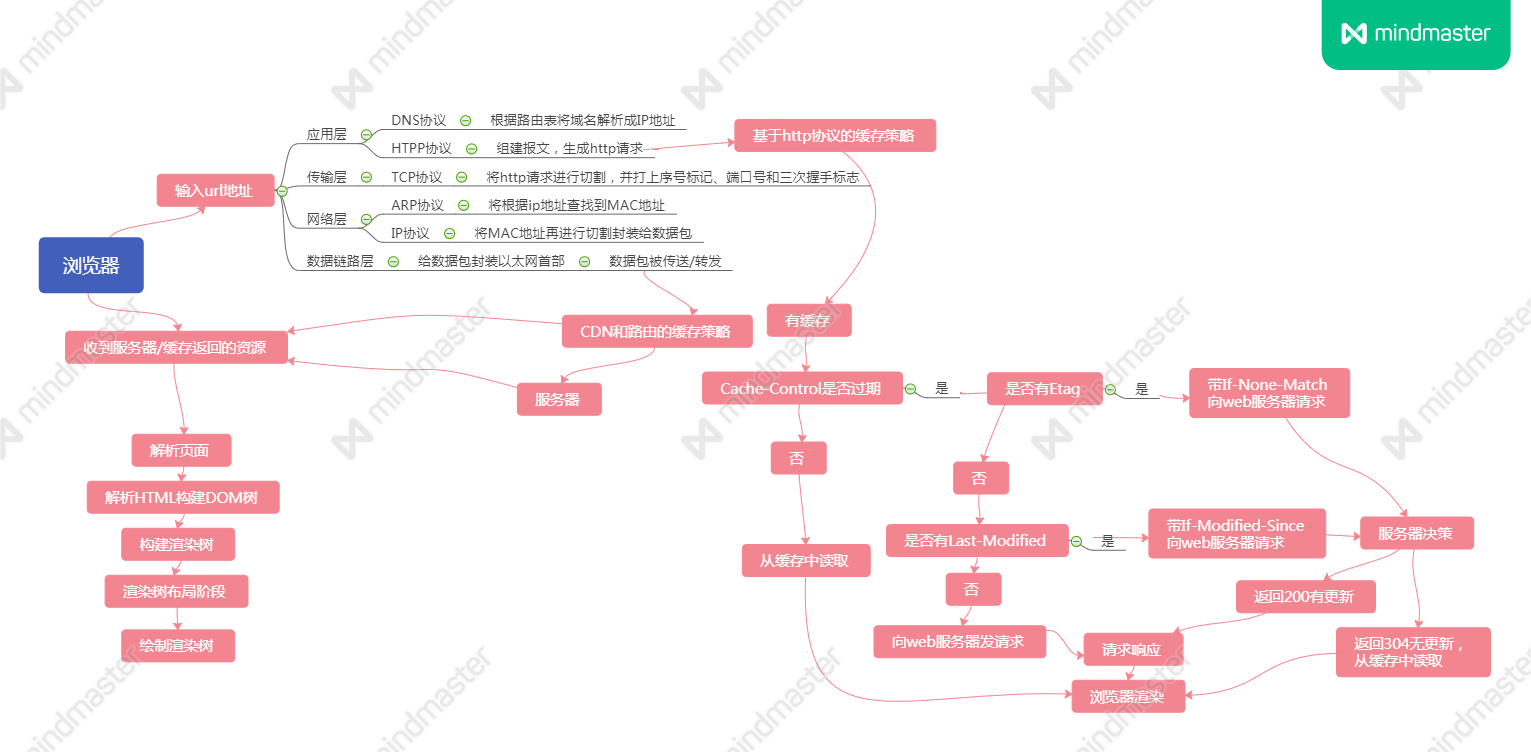 mindmaster
浏览器
输入url地址
应用层
DNS协议
根据路由表将域名解析成IP地址
HTPP协议
组建报文，生成http请求
传输层
TCP协议
将http请求进行切割，并打上序号标记、端口号和三次握手标志
网络层
ARP协议
将根据ip地址查找到MAC地址
IP协议
将MAC地址再进行切割封装给数据包
数据链路层
给数据包封装以太网首部
数据包被传送/转发
基于http协议的缓存策略
CDN和路由的缓存策略
服务器
收到服务器/缓存返回的资源
解析页面
解析HTML构建DOM树
构建渲染树
渲染树布局阶段
绘制渲染树
有缓存
Cache-Control是否过期
是
是否有Etag
是
带If-None-Match
向web服务器请求
否
从缓存中读取
否
是否有Last-Modified
是
带If-Modified-Since
向web服务器请求
服务器决策
否
向web服务器发请求
返回200有更新
请求响应
返回304无更新，
从缓存中读取
浏览器渲染
mindmaster
mindmaster
mindmaster
mindmaster
mindmaster
mindmaster
mindmaster
mindmaster
mindmaster
mindmaster
mindmaster
mindmaster